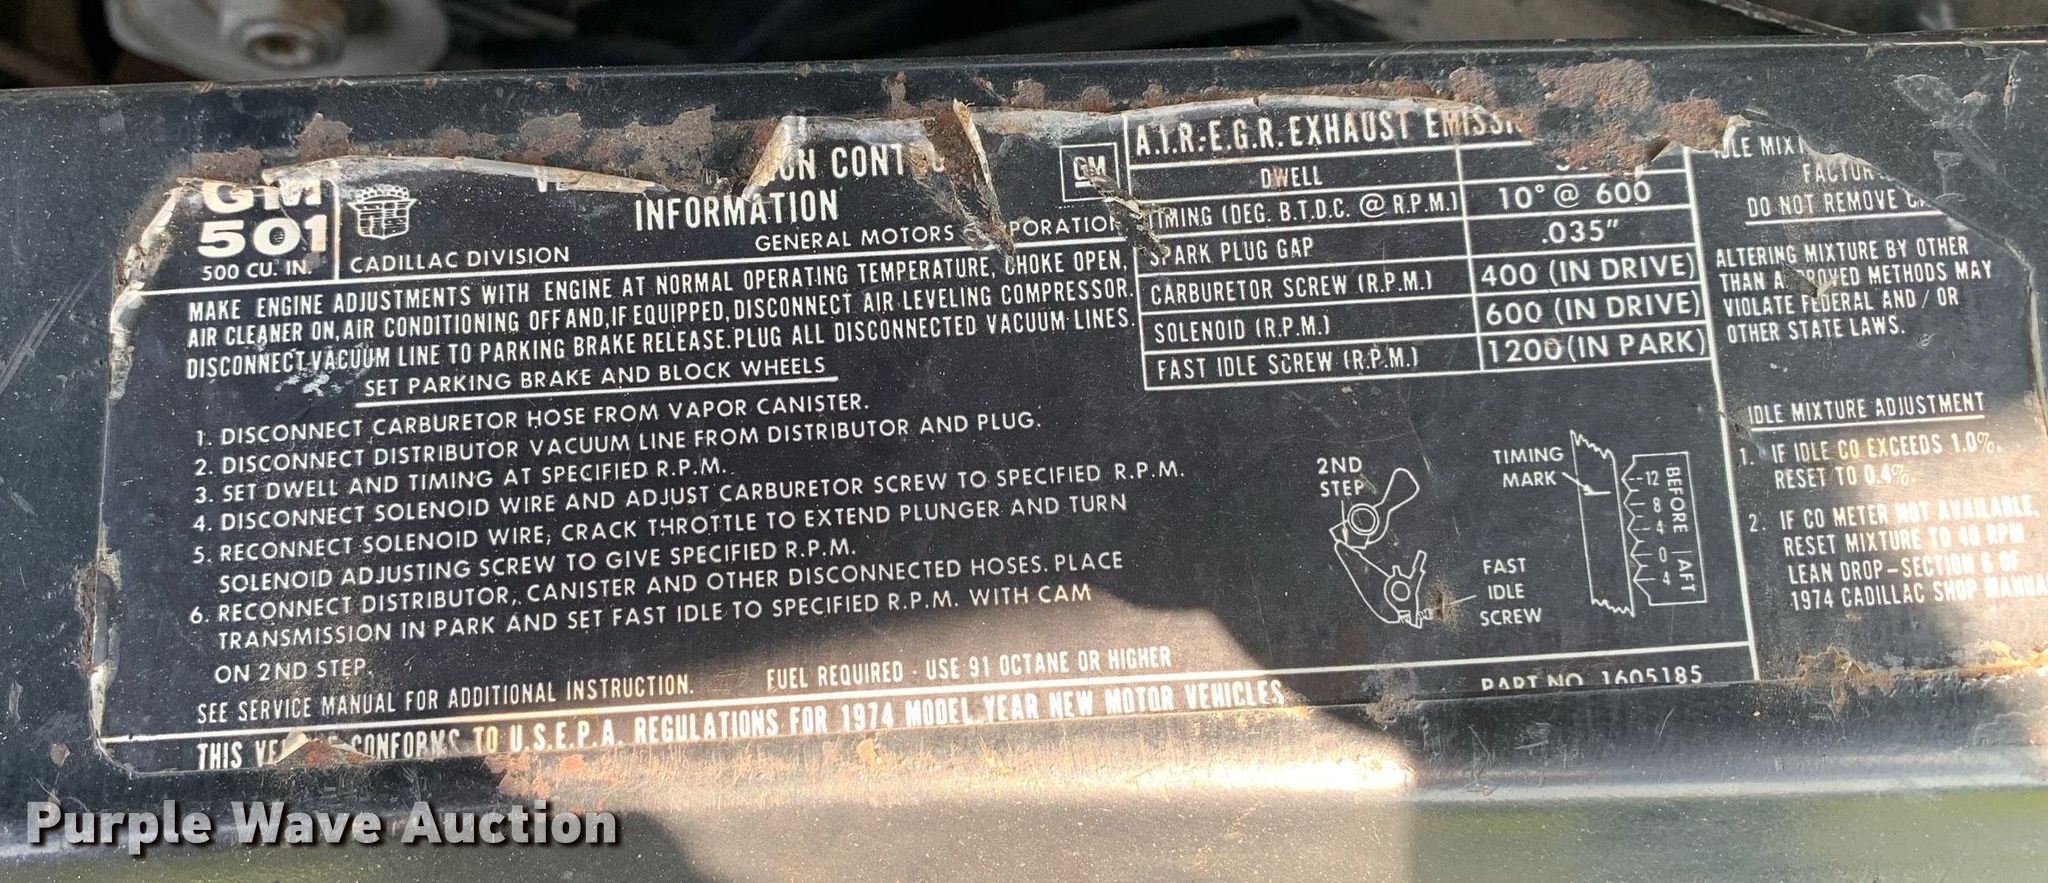 GM
501
500 CU. IN.
CADILLAC DIVISION
INFORMATION
GM
GENERAL MOTORS
MAKE ENGINE ADJUSTMENTS WITH ENGINE AT NORMAL OPERATING TEMPERATURE, CHOKE OPEN,
AIR CLEANER ON, AIR CONDITIONING OFF AND, IF EQUIPPED, DISCONNECT AIR LEVELING COMPRESSOR.
DISCONNECT VACUUM LINE TO PARKING BRAKE RELEASE. PLUG ALL DISCONNECTED VACUUM LINES.
SET PARKING BRAKE AND BLOCK WHEELS
1. DISCONNECT CARBURETOR HOSE FROM VAPOR CANISTER.
2. DISCONNECT DISTRIBUTOR VACUUM LINE FROM DISTRIBUTOR AND PLUG.
3. SET DWELL AND TIMING AT SPECIFIED R.P.M.
4. DISCONNECT SOLENOID WIRE AND ADJUST CARBURETOR SCREW TO SPECIFIED R.P.M.
5. RECONNECT SOLENOID WIRE, CRACK THROTTLE TO EXTEND PLUNGER AND TURN
SOLENOID ADJUSTING SCREW TO GIVE SPECIFIED R.P.M.
6. RECONNECT DISTRIBUTOR, CANISTER AND OTHER DISCONNECTED HOSES. PLACE
TRANSMISSION IN PARK AND SET FAST IDLE TO SPECIFIED R.P.M. WITH CAM
ON 2ND STEP.
SEE SERVICE MANUAL FOR ADDITIONAL INSTRUCTION. FUEL REQUIRED - USE 91 OCTANE OR HIGHER
THIS CONFORMS TO U.S.E.P.A. REGULATIONS FOR 1974 MODEL YEAR NEW MOTOR VEHICLES
A.I.R.-E.G.R. EXHAUST
DWELL
TIMING (DEG. B.T.D.C. @ R.P.M.) 10° @ 600
SPARK PLUG GAP .035"
CARBURETOR SCREW (R.P.M.) 400 (IN DRIVE)
SOLENOID (R.P.M.) 600 (IN DRIVE)
FAST IDLE SCREW (R.P.M.) 1200 (IN PARK)
2ND
STEP
FAST
IDLE
SCREW
TIMING
MARK
12
8
4
0
4
BEFORE
AFT
PART NO. 1605185
IDLE
DO NOT REMOVE
ALTERING MIXTURE BY OTHER
THAN APPROVED METHODS MAY
VIOLATE FEDERAL AND / OR
OTHER STATE LAWS.
IDLE MIXTURE ADJUSTMENT
1. IF IDLE CO EXCEEDS 1.0%.
RESET TO 0.4%.
2. IF CO METER NOT AVAILABLE,
RESET MIXTURE TO 40 RPM
LEAN DROP-SECTION 6 OF
1974 CADILLAC SHOP MANUAL
Purple Wave Auction